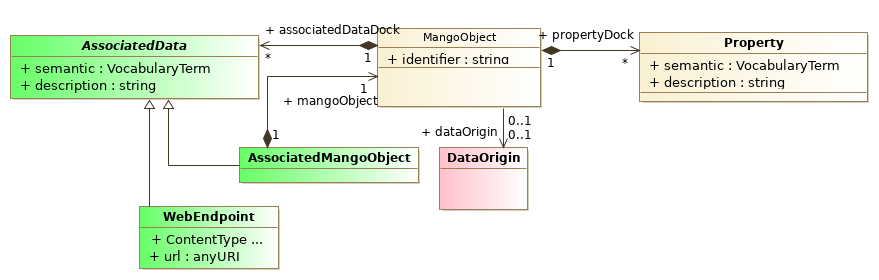 AssociatedData
+ semantic : VocabularyTerm
+ description : string
+ associatedDataDock
*
1
MangoObject
+ identifier : string
+ propertyDock
1
*
Property
+ semantic : VocabularyTerm
+ description : string
1
+ mangoObject
1
AssociatedMangoObject
0..1
+ dataOrigin
0..1
DataOrigin
WebEndpoint
+ ContentType ...
+ url : anyURI